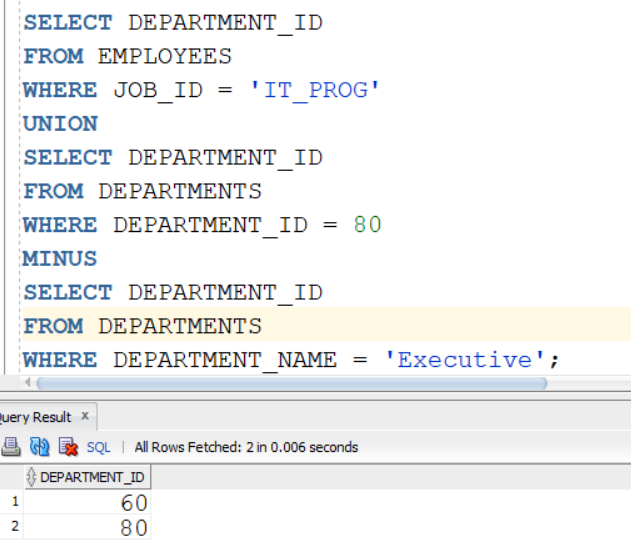 SELECT DEPARTMENT_ID
FROM EMPLOYEES
WHERE JOB_ID = 'IT_PROG'
UNION
SELECT DEPARTMENT_ID
FROM DEPARTMENTS
WHERE DEPARTMENT_ID = 80
MINUS
SELECT DEPARTMENT_ID
FROM DEPARTMENTS
WHERE DEPARTMENT_NAME = 'Executive';
Result x
SQL | All Rows Fetched: 2 in 0.006 seconds
DEPARTMENT_ID
1 60
2 80